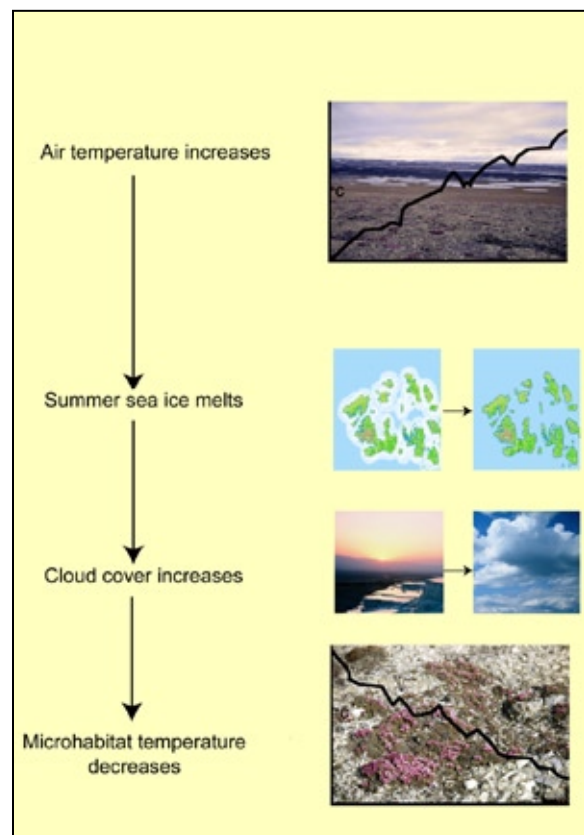 Air temperature increases
°C
Summer sea ice melts
Cloud cover increases
Microhabitat temperature
decreases